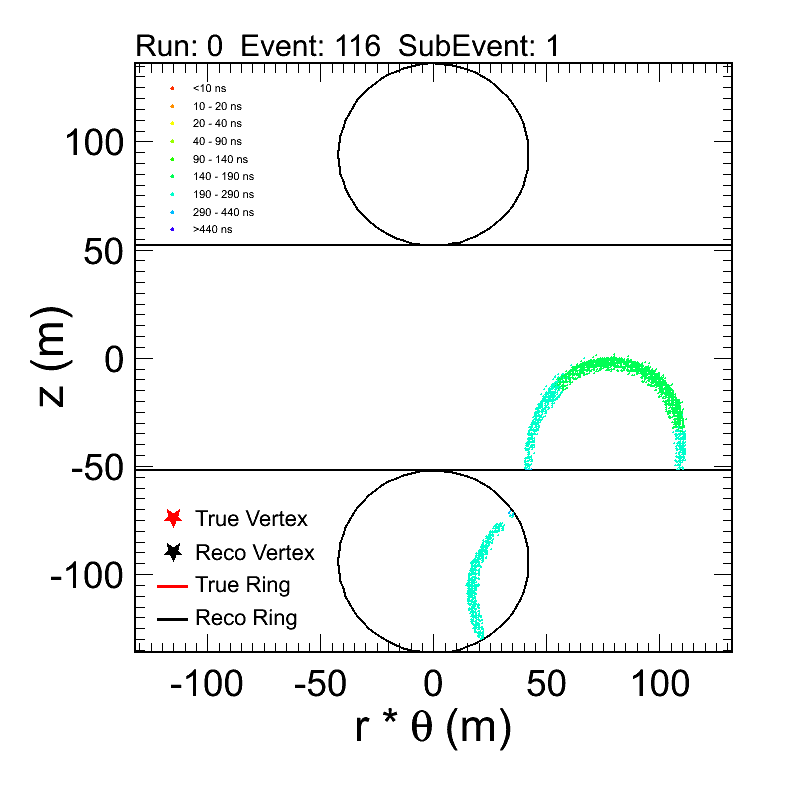 Run: 0 Event: 116 SubEvent: 1
<10 ns
10 - 20 ns
20 - 40 ns
40 - 90 ns
90 - 140 ns
140 - 190 ns
190 - 290 ns
290 - 440 ns
>440 ns
100
50
0
-50
-100
z (m)
True Vertex
Reco Vertex
True Ring
Reco Ring
-100 -50 0 50 100
r * θ (m)